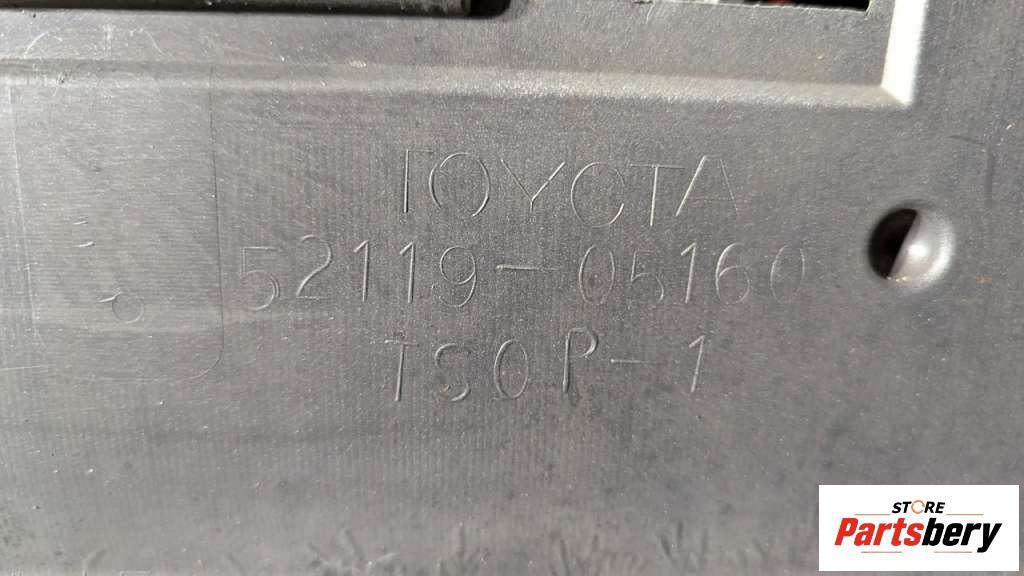 TOYOTA
52119-05160
TSOP-1
STORE
Partsbery